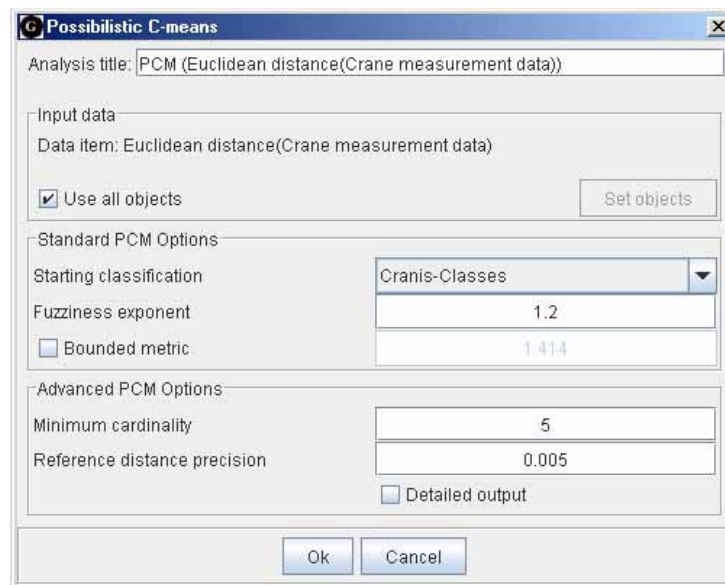 Possibilistic C-means
Analysis title: PCM (Euclidean distance(Crane measurement data))
Input data
Data item: Euclidean distance(Crane measurement data)
Use all objects Set objects
Standard PCM Options
Starting classification Cranis-Classes
Fuzziness exponent 1.2
Bounded metric 1.414
Advanced PCM Options
Minimum cardinality 5
Reference distance precision 0.005
Detailed output
Ok Cancel